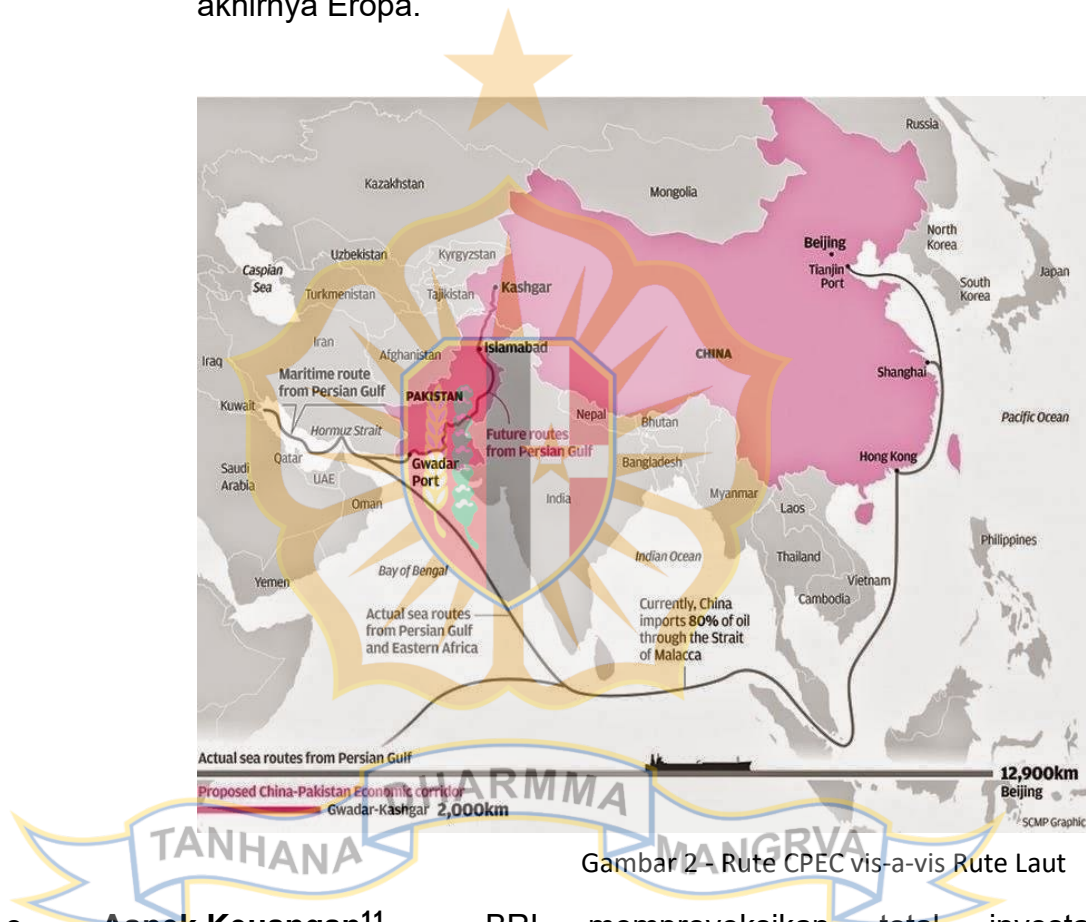 akhirnya Eropa.
Russia
Kazakhstan
Mongolia
North
Korea
Beijing
Uzbekistan
Kyrgyzstan
Caspian
Sea
Tianjin
Port
Japan
South
Korea
Turkmenistan
Tajikistan
Kashgar
Iran
Islamabad
Afghanistan
CHINA
Iraq
Maritime route
from Persian Gulf
Shanghai
PAKISTAN
Kuwait
Nepal
Pacific Ocean
Bhutan
Hormuz Strait
Future routes
from Persian Gulf
Qatar
Gwadar
Port
Bangladesh
Hong Kong
Saudi
Arabia
UAE
Myanmar
India
Oman
Laos
Philippines
Indian Ocean
Thailand
Bay of Bengal
Yemen
Vietnam
Cambodia
Actual sea routes
from Persian Gulf
and Eastern Africa
Currently, China
imports 80% of oil
through the Strait
of Malacca
Actual sea routes from Persian Gulf
12,900km
Beijing
Proposed China-Pakistan Economic corridor
Gwadar-Kashgar 2,000km
SCMP Graphic
TANHANA DHARMMA MANGRVA
Gambar 2 - Rute CPEC vis-a-vis Rute Laut
Aspek Keuangan11 BRI memproyeksikan total